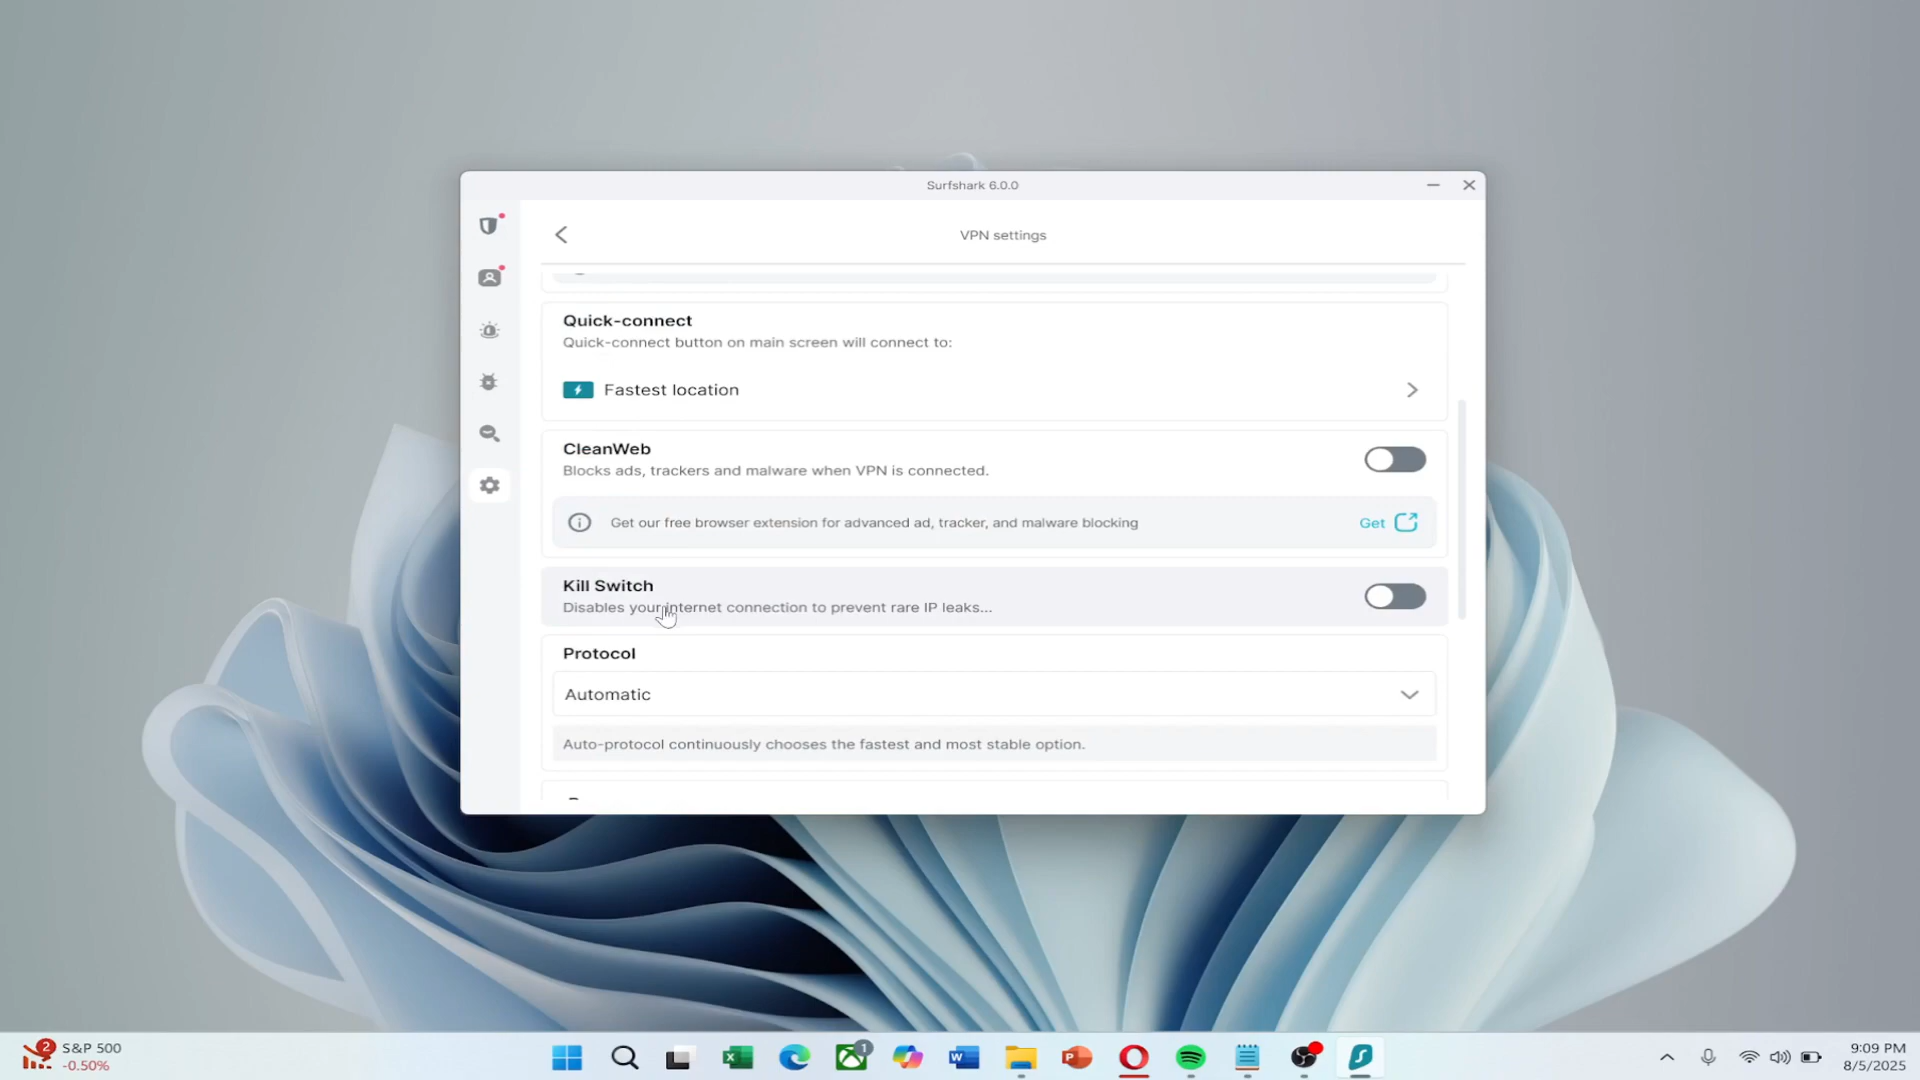 Surfshark 6.0.0
VPN settings
Quick-connect
Quick-connect button on main screen will connect to:
Fastest location
CleanWeb
Blocks ads, trackers and malware when VPN is connected.
Get our free browser extension for advanced ad, tracker, and malware blocking
Get
Kill Switch
Disables your internet connection to prevent rare IP leaks...
Protocol
Automatic
Auto-protocol continuously chooses the fastest and most stable option.
2
S&P 500
-0.50%
1
9:09 PM
8/5/2025